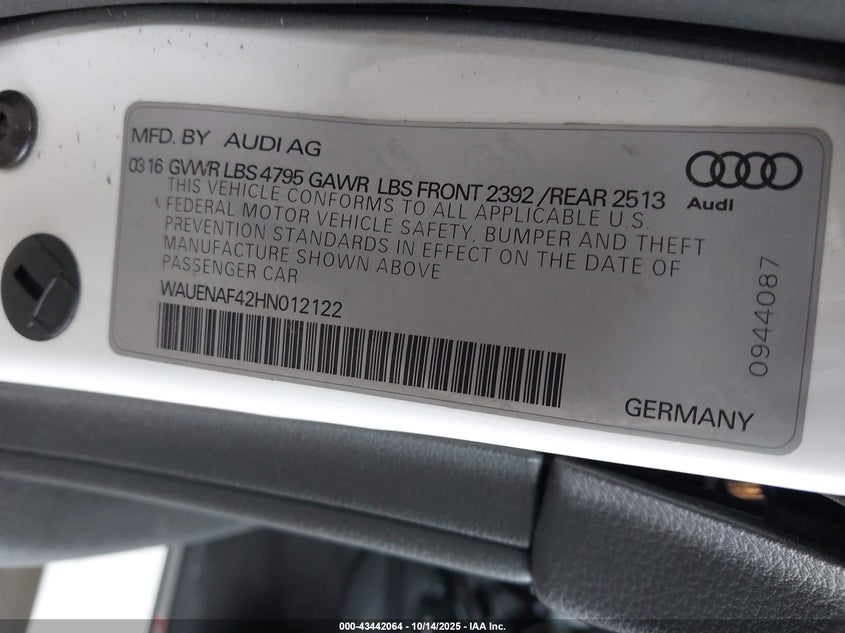 MFD. BY AUDI AG
0316 GVWR LBS 4795 GAWR LBS FRONT 2392 /REAR 2513
THIS VEHICLE CONFORMS TO ALL APPLICABLE U.S.
FEDERAL MOTOR VEHICLE SAFETY, BUMPER AND THEFT
PREVENTION STANDARDS IN EFFECT ON THE DATE OF
MANUFACTURE SHOWN ABOVE
PASSENGER CAR
WAUENAF42HN012122
Audi
0944087
GERMANY
000-43442064 | 10/14/2025 | IAA Inc.